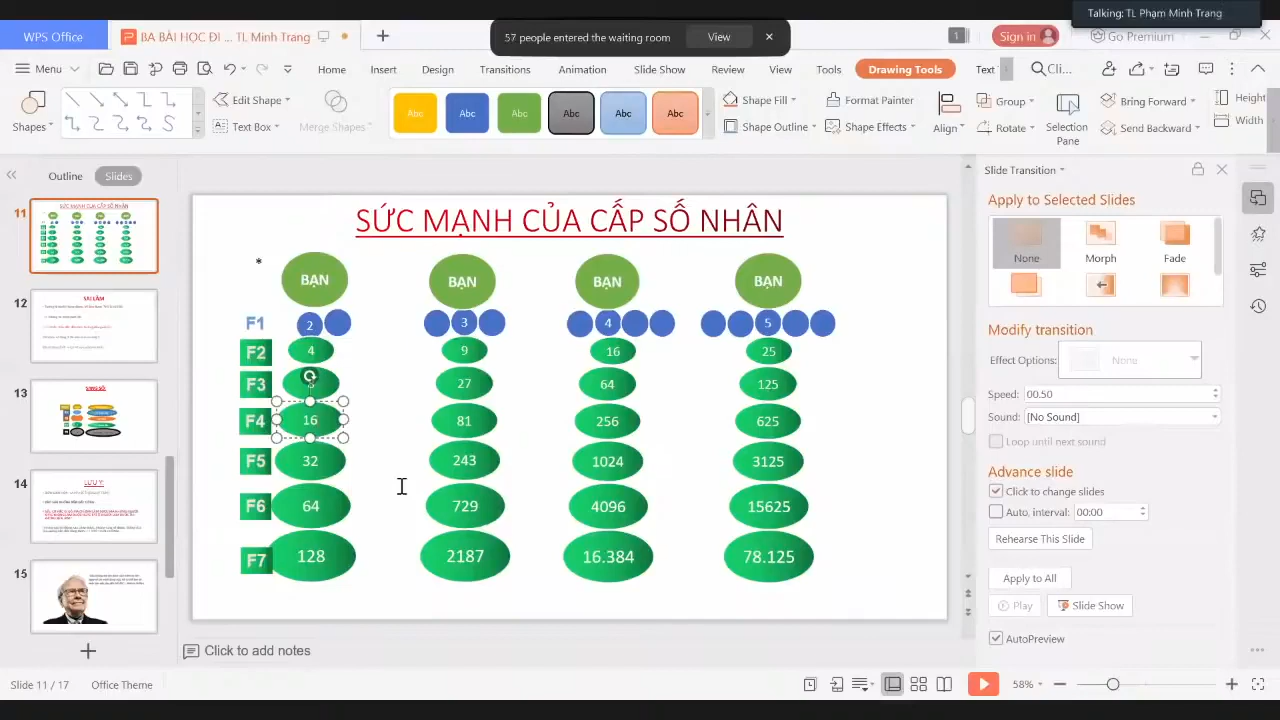 Talking: TL Phạm Minh Trang
WPS Office
BA BÀI HỌC ĐI ... TL Minh Trang
57 people entered the waiting room
View
1
Sign in
Go Premium
Menu
Home
Insert
Design
Transitions
Animation
Slide Show
Review
View
Tools
Drawing Tools
Text
Cli...
Shapes
Edit Shape
Text Box
Merge Shapes
Abc
Abc
Abc
Abc
Abc
Abc
Shape Fill
Shape Outline
Format Painter
Shape Effects
Align
Group
Rotate
Selection
Pane
Bring Forward
Send Backward
Height
Width
Outline
Slides
11
12
13
14
15
SỨC MẠNH CỦA CẤP SỐ NHÂN
*
BẠN BẠN BẠN BẠN
F1 2 3 4 5
F2 4 9 16 25
F3 27 64 125
F4 16 81 256 625
F5 32 243 1024 3125
F6 64 729 4096 15625
F7 128 2187 16.384 78.125
Slide Transition
Apply to Selected Slides
None
Morph
Fade
Modify transition
Effect Options:
None
Speed:
00.50
Sound:
[No Sound]
Loop until next sound
Advance slide
Click to change slides
Auto, interval:
00:00
Rehearse This Slide
Apply to All
Play
Slide Show
AutoPreview
Click to add notes
Slide 11 / 17
Office Theme
58%